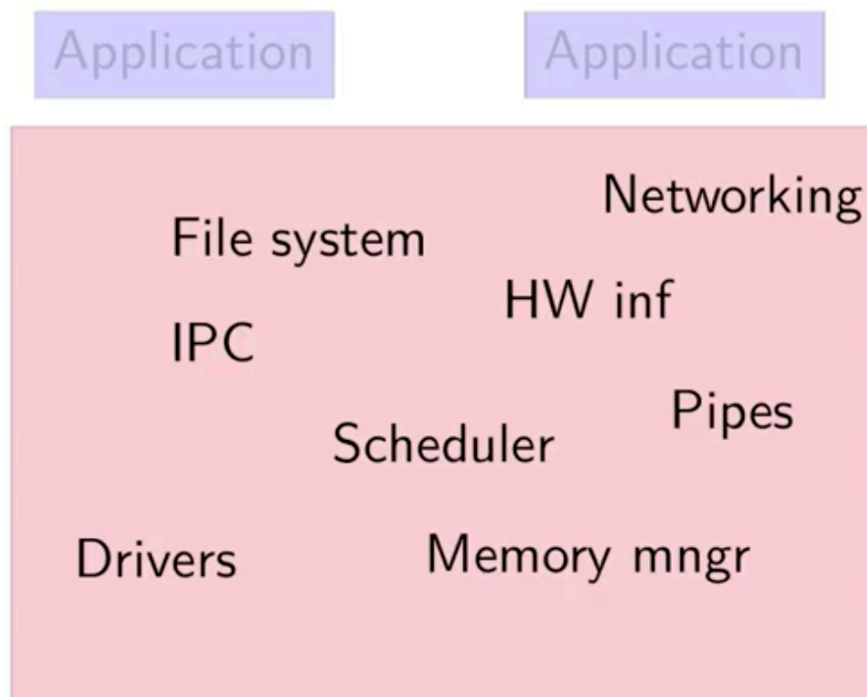 Application
Application
Networking
File system
HW inf
IPC
Pipes
Scheduler
Drivers
Memory mngr